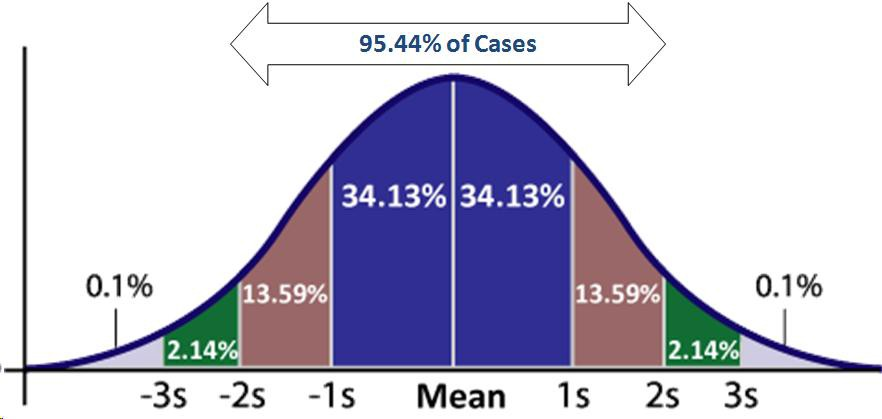 95.44% of Cases
34.13% 34.13%
0.1% 13.59% 13.59% 0.1%
2.14% 2.14%
-3s -2s -1s Mean 1s 2s 3s